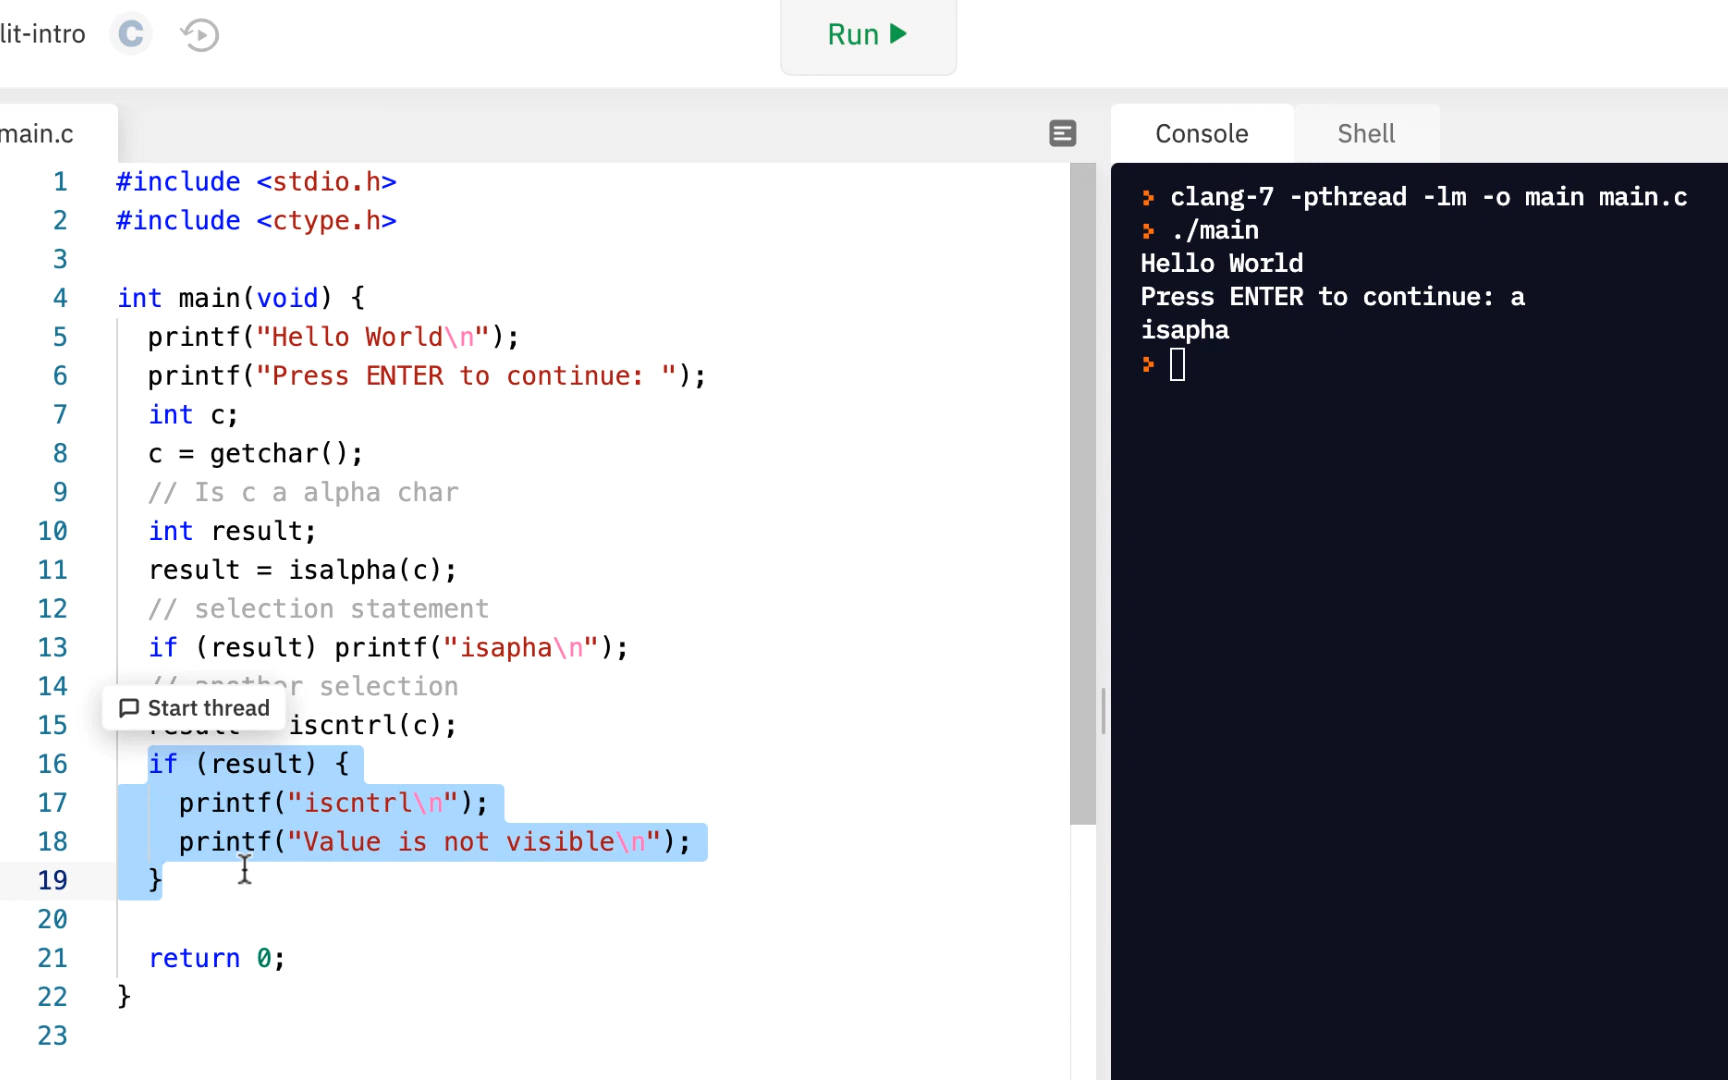 lit-intro C
Run
main.c
Console Shell
1 #include <stdio.h>
2 #include <ctype.h>
3
4 int main(void) {
5 printf("Hello World\n");
6 printf("Press ENTER to continue: ");
7 int c;
8 c = getchar();
9 // Is c a alpha char
10 int result;
11 result = isalpha(c);
12 // selection statement
13 if (result) printf("isapha\n");
14 // another selection
Start thread
15 result iscntrl(c);
16 if (result) {
17 printf("iscntrl\n");
18 printf("Value is not visible\n");
19 }
20
21 return 0;
22 }
23
clang-7 -pthread -lm -o main main.c
./main
Hello World
Press ENTER to continue: a
isapha